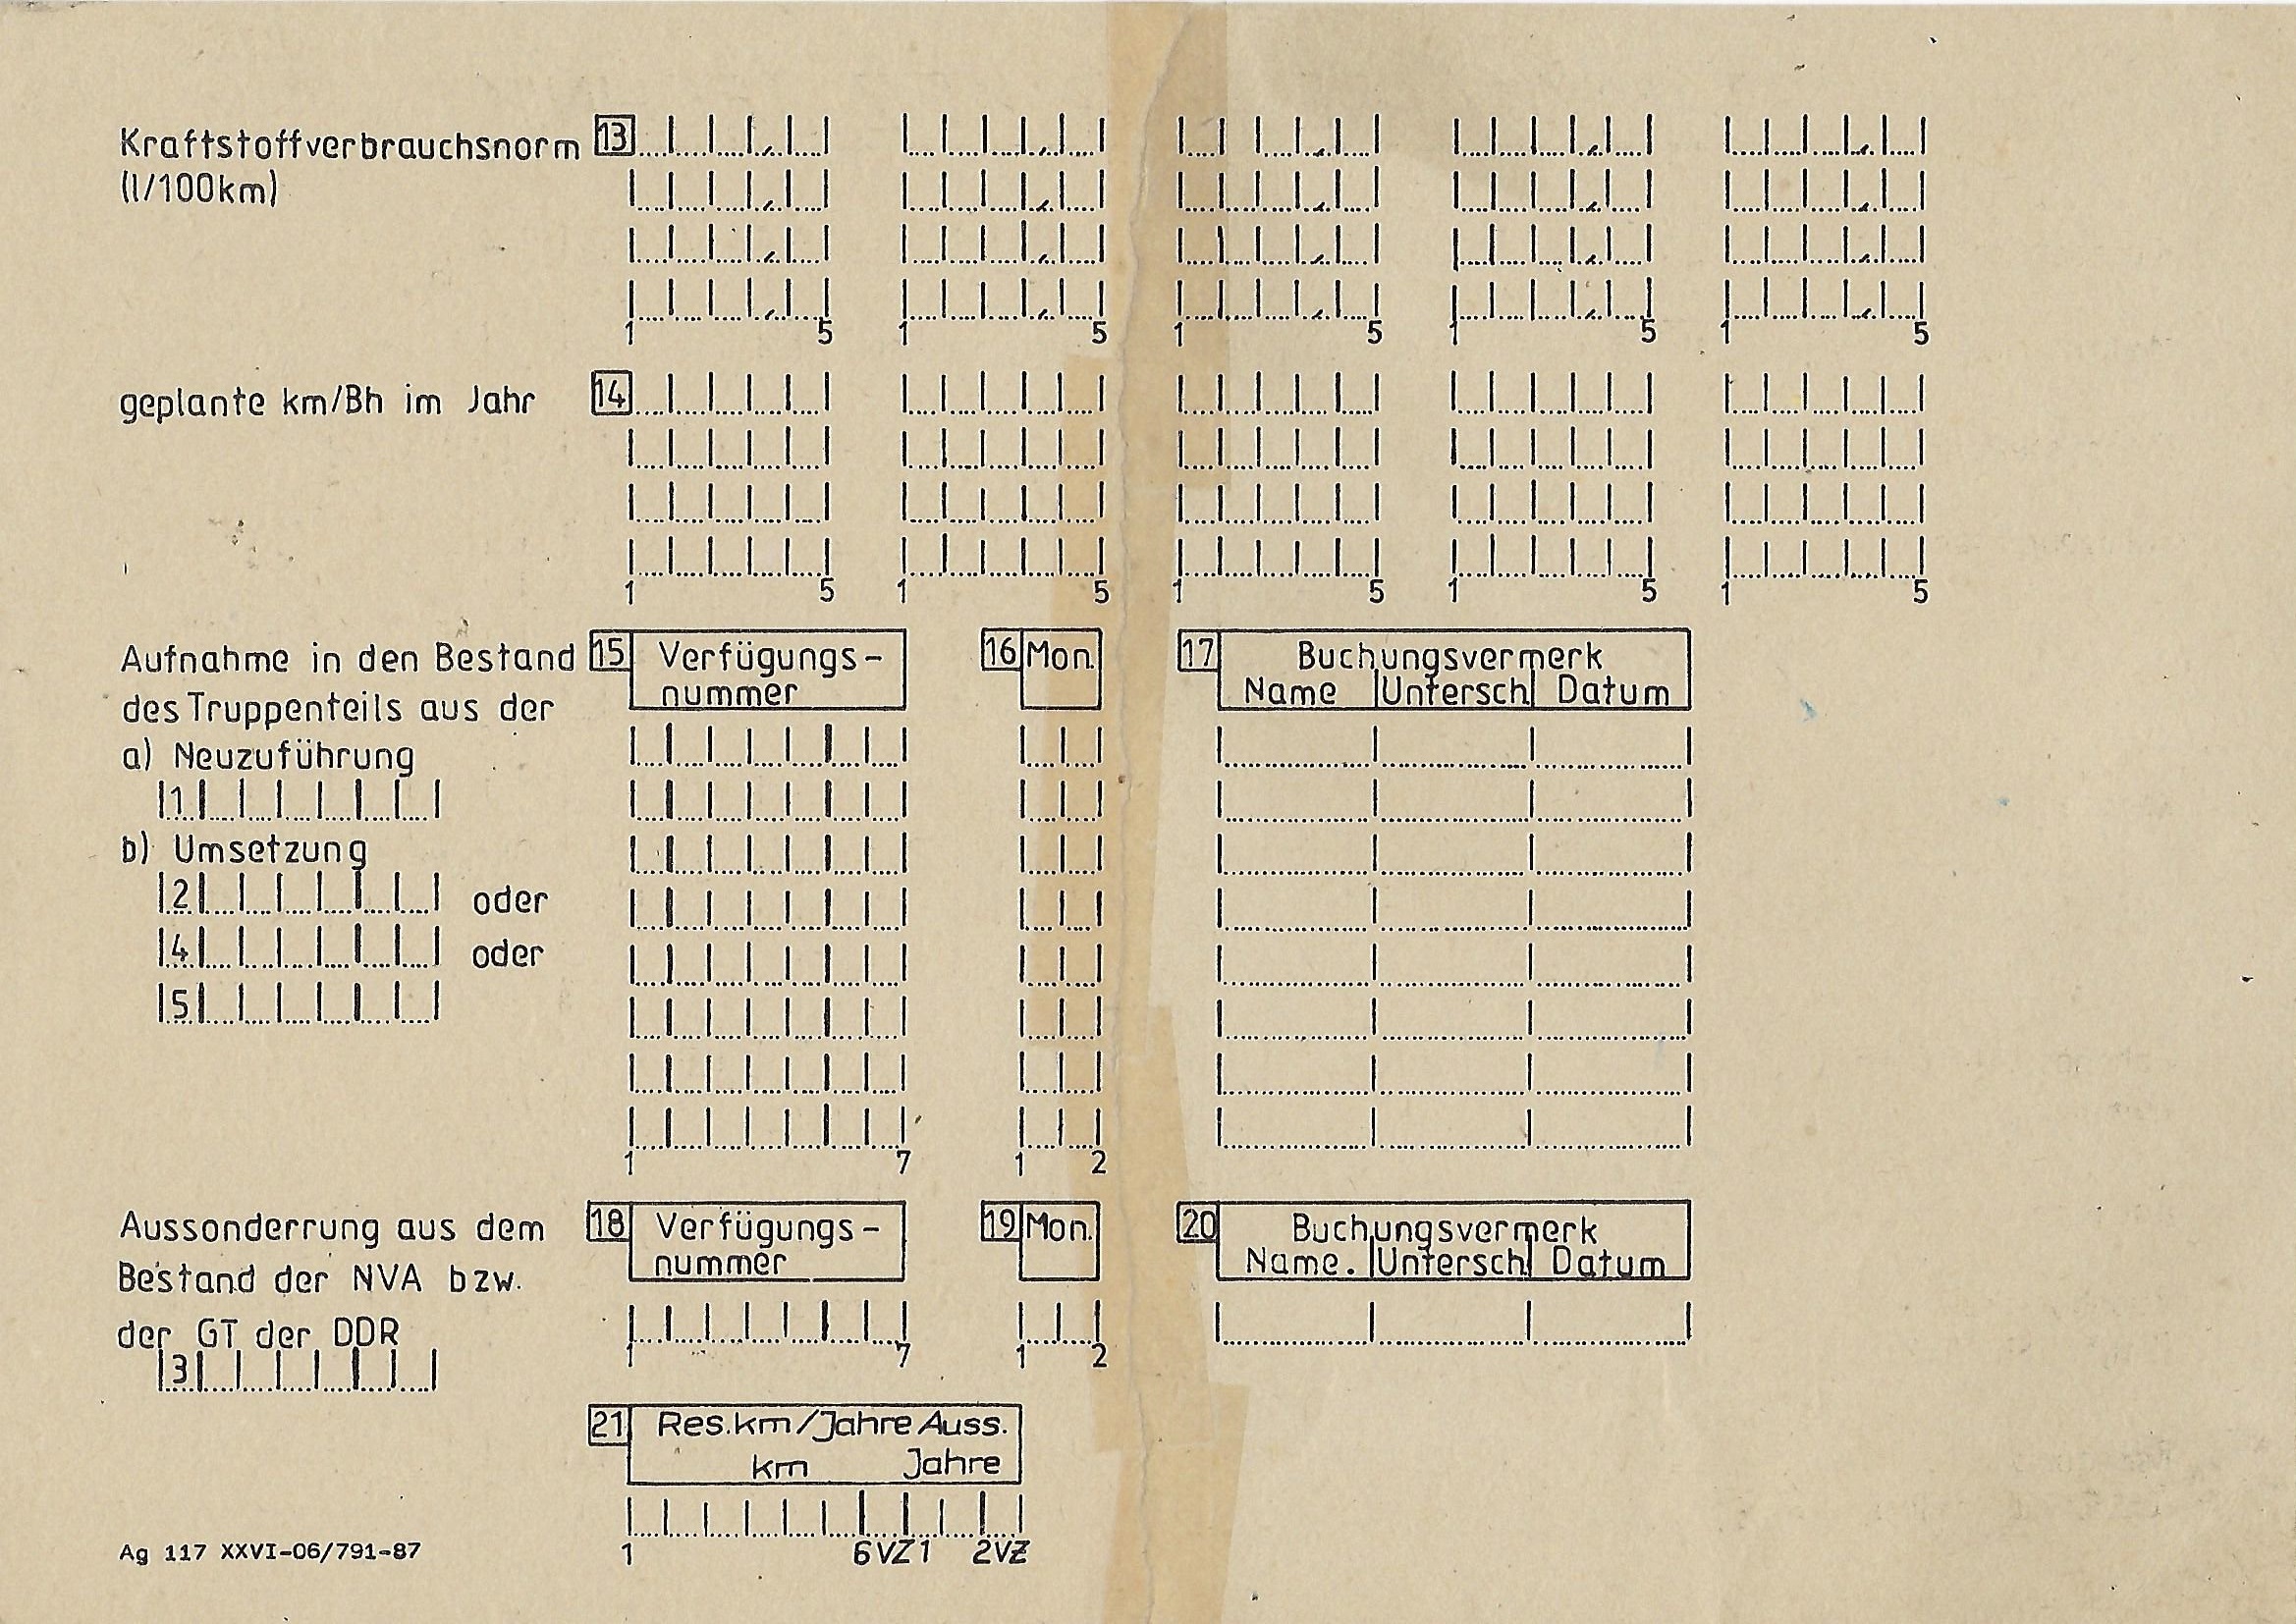 Kraftstoffverbrauchsnorm 13
(l/100km)
1 5 1 5 1 5 1 5 1 5
geplante km/Bh im Jahr 14
1 5 1 5 1 5 1 5 1 5
Aufnahme in den Bestand 15 Verfügungs- 16 Mon. 17 Buchungsvermerk
nummer Name Untersch Datum
des Truppenteils aus der
a) Neuzuführung
1
b) Umsetzung
2 oder
4 oder
5
1 7 1 2
Aussonderrung aus dem 18 Verfügungs- 19 Mon. 20 Buchungsvermerk
nummer Name. Untersch Datum
Bestand der NVA bzw.
der GT der DDR
1 7 1 2
3
21 Res.km/Jahre Auss.
km Jahre
1 6VZ1 2VZ
Ag 117 XXVI-06/791-87